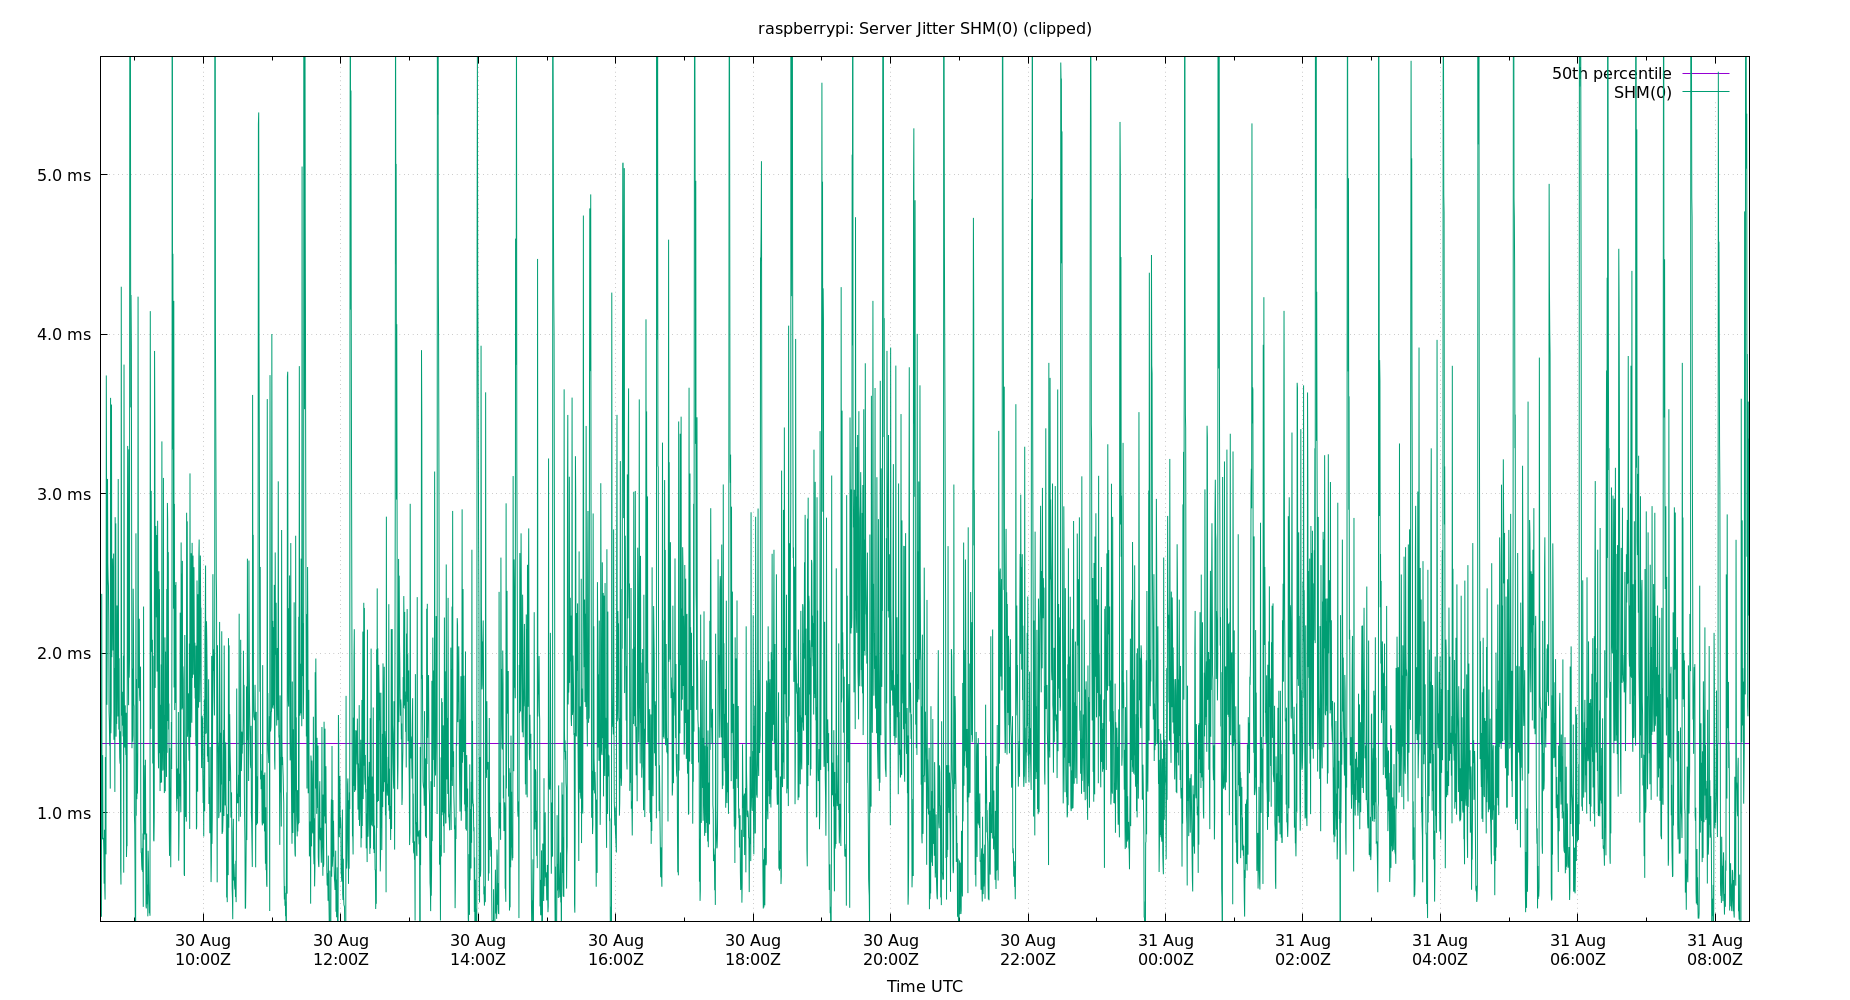 raspberrypi: Server Jitter SHM(0) (clipped)
50th percentile
SHM(0)
5.0 ms
4.0 ms
3.0 ms
2.0 ms
1.0 ms
30 Aug 30 Aug 30 Aug 30 Aug 30 Aug 30 Aug 30 Aug 31 Aug 31 Aug 31 Aug 31 Aug 31 Aug
10:00Z 12:00Z 14:00Z 16:00Z 18:00Z 20:00Z 22:00Z 00:00Z 02:00Z 04:00Z 06:00Z 08:00Z
Time UTC